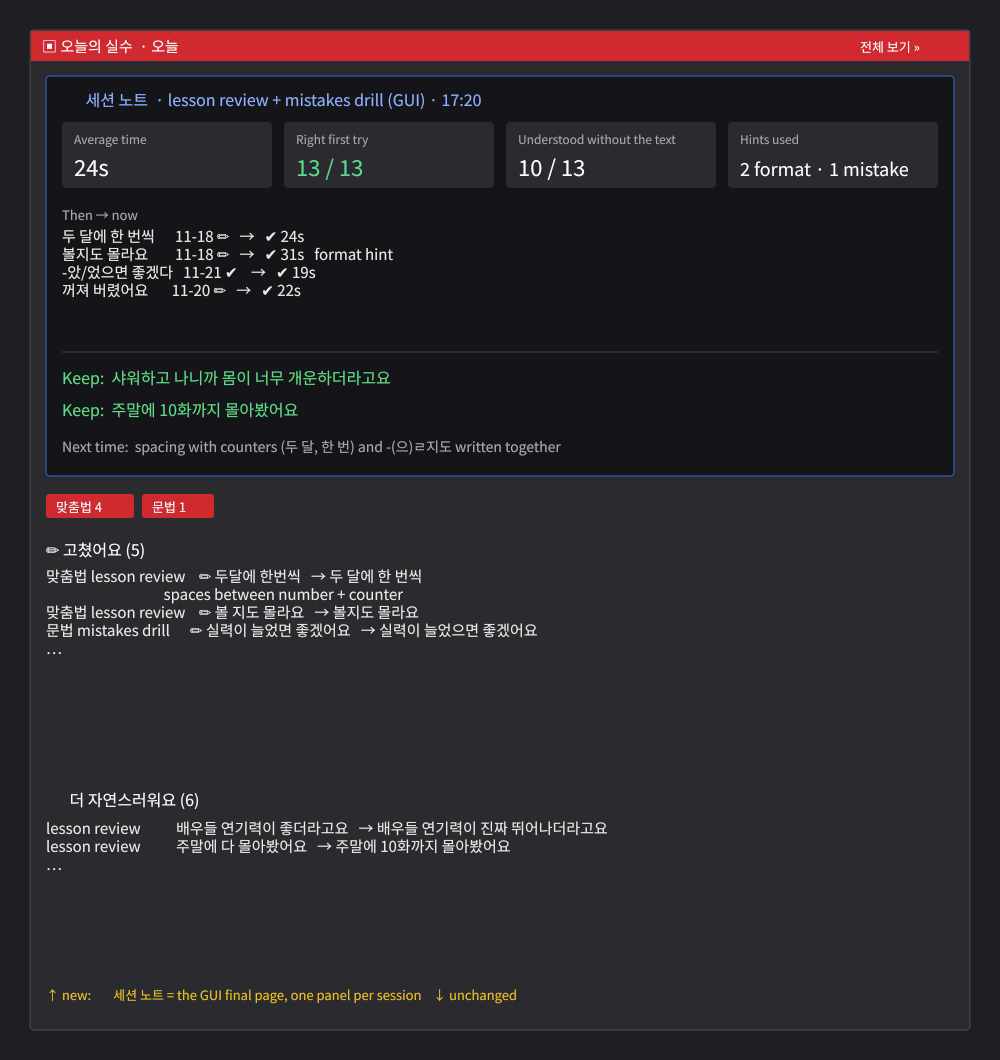 ▣ 오늘의 실수 · 오늘
전체 보기 »
세션 노트 · lesson review + mistakes drill (GUI) · 17:20
Average time
24s
Right first try
13 / 13
Understood without the text
10 / 13
Hints used
2 format · 1 mistake
Then → now
두 달에 한 번씩 11-18 ✏ → ✔ 24s
볼지도 몰라요 11-18 ✏ → ✔ 31s format hint
-았/었으면 좋겠다 11-21 ✔ → ✔ 19s
꺼져 버렸어요 11-20 ✏ → ✔ 22s
Keep: 샤워하고 나니까 몸이 너무 개운하더라고요
Keep: 주말에 10화까지 몰아봤어요
Next time: spacing with counters (두 달, 한 번) and -(으)ㄹ지도 written together
맞춤법 4
문법 1
✏ 고쳤어요 (5)
맞춤법 lesson review ✏ 두달에 한번씩 → 두 달에 한 번씩
spaces between number + counter
맞춤법 lesson review ✏ 볼 지도 몰라요 → 볼지도 몰라요
문법 mistakes drill ✏ 실력이 늘었면 좋겠어요 → 실력이 늘었으면 좋겠어요
…
더 자연스러워요 (6)
lesson review 배우들 연기력이 좋더라고요 → 배우들 연기력이 진짜 뛰어나더라고요
lesson review 주말에 다 몰아봤어요 → 주말에 10화까지 몰아봤어요
…
↑ new: 세션 노트 = the GUI final page, one panel per session ↓ unchanged